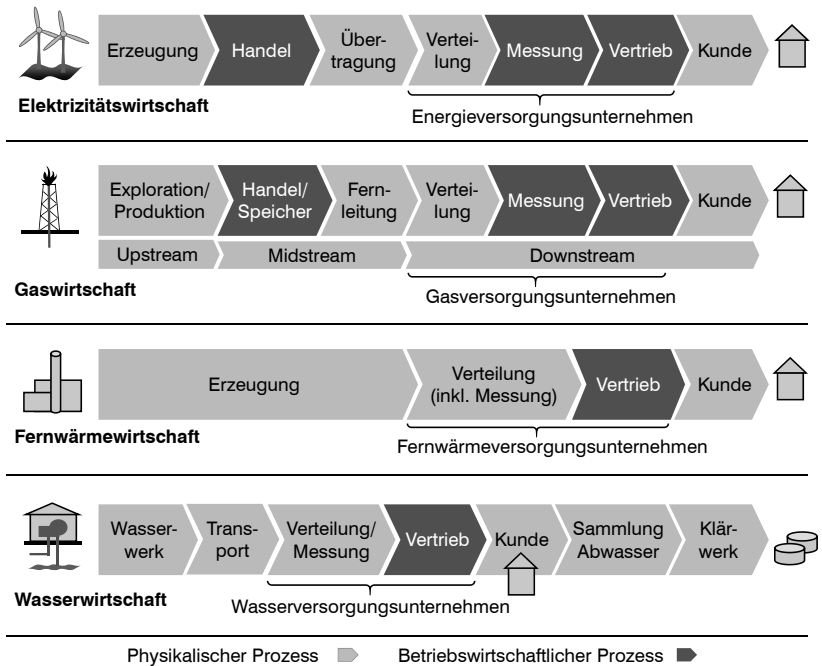 Erzeugung
Handel
Über-
tragung
Vertei-
lung
Messung
Vertrieb
Kunde
Elektrizitätswirtschaft
Energieversorgungsunternehmen
Exploration/
Produktion
Handel/
Speicher
Fern-
leitung
Vertei-
lung
Messung
Vertrieb
Kunde
Upstream
Midstream
Downstream
Gaswirtschaft
Gasversorgungsunternehmen
Erzeugung
Verteilung
(inkl. Messung)
Vertrieb
Kunde
Fernwärmewirtschaft
Fernwärmeversorgungsunternehmen
Wasser-
werk
Trans-
port
Verteilung/
Messung
Vertrieb
Kunde
Sammlung
Abwasser
Klär-
werk
Wasserwirtschaft
Wasserversorgungsunternehmen
Physikalischer Prozess
Betriebswirtschaftlicher Prozess